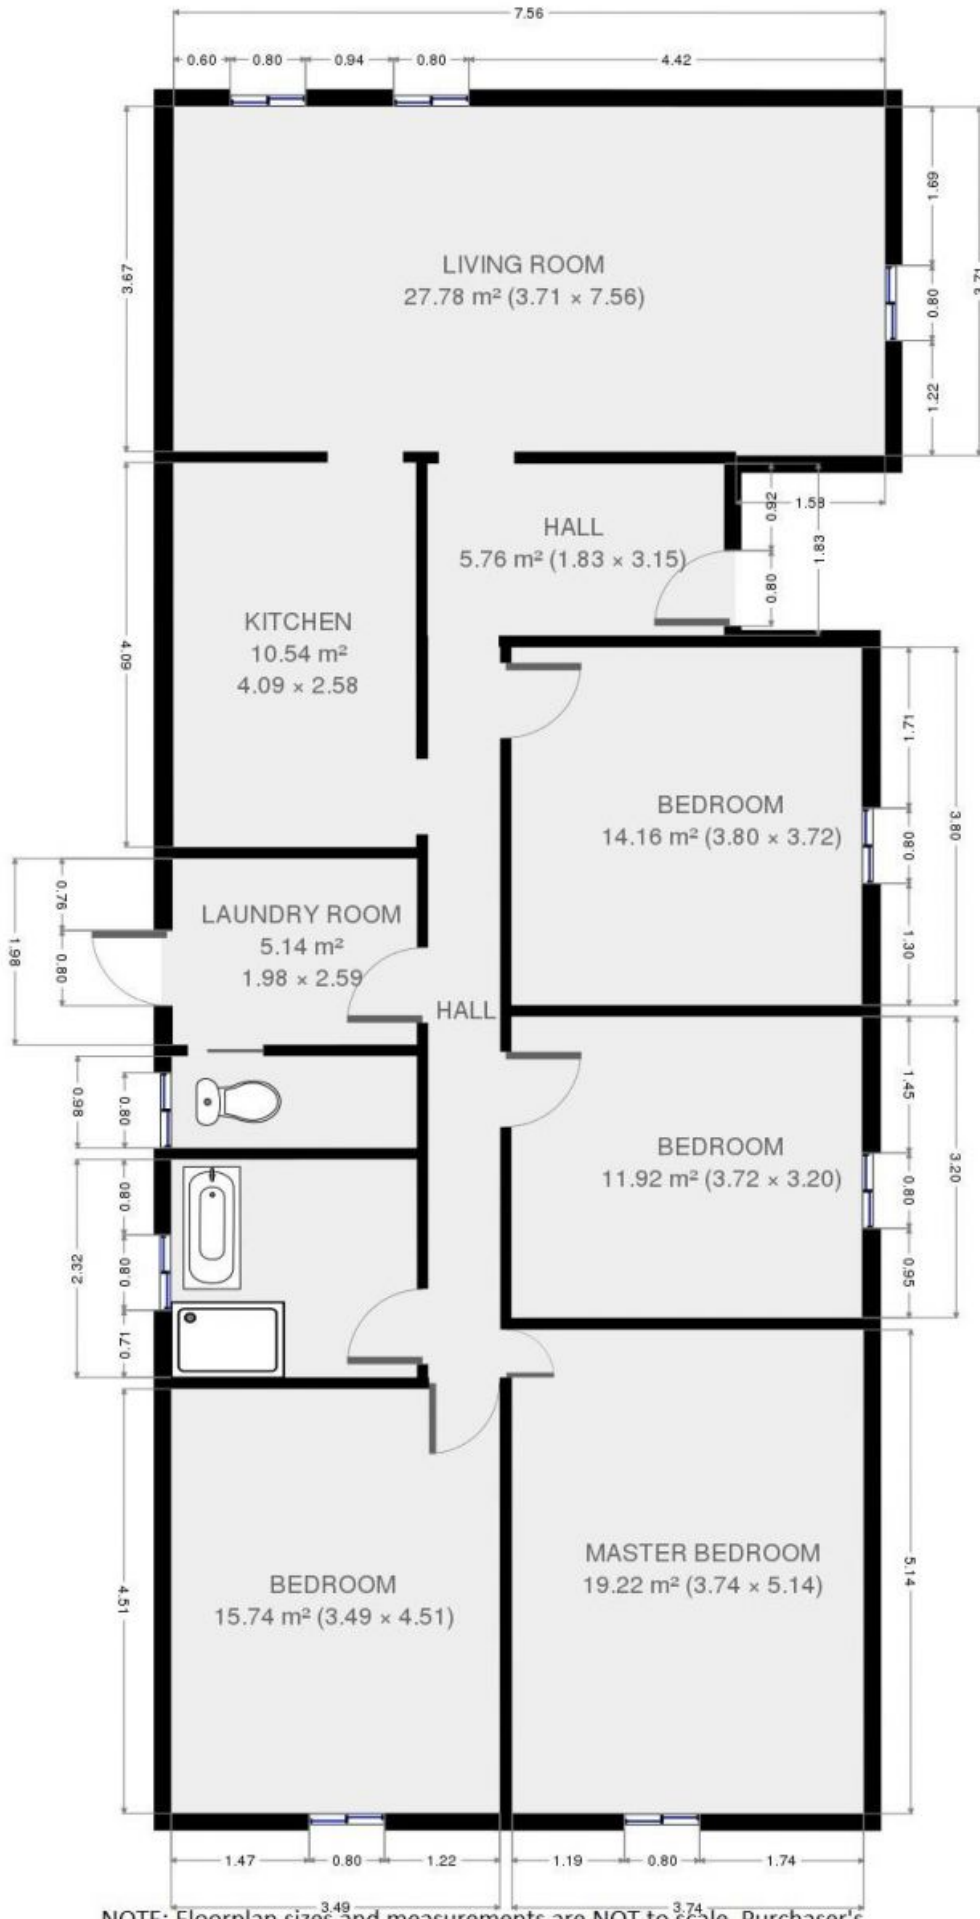 7.56
0.60 0.80 0.94 0.80 4.42
3.67
1.69
0.80
1.22
LIVING ROOM
27.78 m² (3.71 × 7.56)
0.92
1.58
1.83
0.80
HALL
5.76 m² (1.83 × 3.15)
KITCHEN
10.54 m²
4.09 × 2.58
4.09
1.71
0.80
1.30
3.80
BEDROOM
14.16 m² (3.80 × 3.72)
0.76
0.80
1.98
LAUNDRY ROOM
5.14 m²
1.98 × 2.59
HALL
0.98
0.80
1.45
0.80
0.95
3.20
BEDROOM
11.92 m² (3.72 × 3.20)
0.80
0.80
0.71
2.32
4.51
BEDROOM
15.74 m² (3.49 × 4.51)
MASTER BEDROOM
19.22 m² (3.74 × 5.14)
5.14
1.47 0.80 1.22 1.19 0.80 1.74
3.49 3.74
NOTE: Floorplan sizes and measurements are NOT to scale. Purchaser's